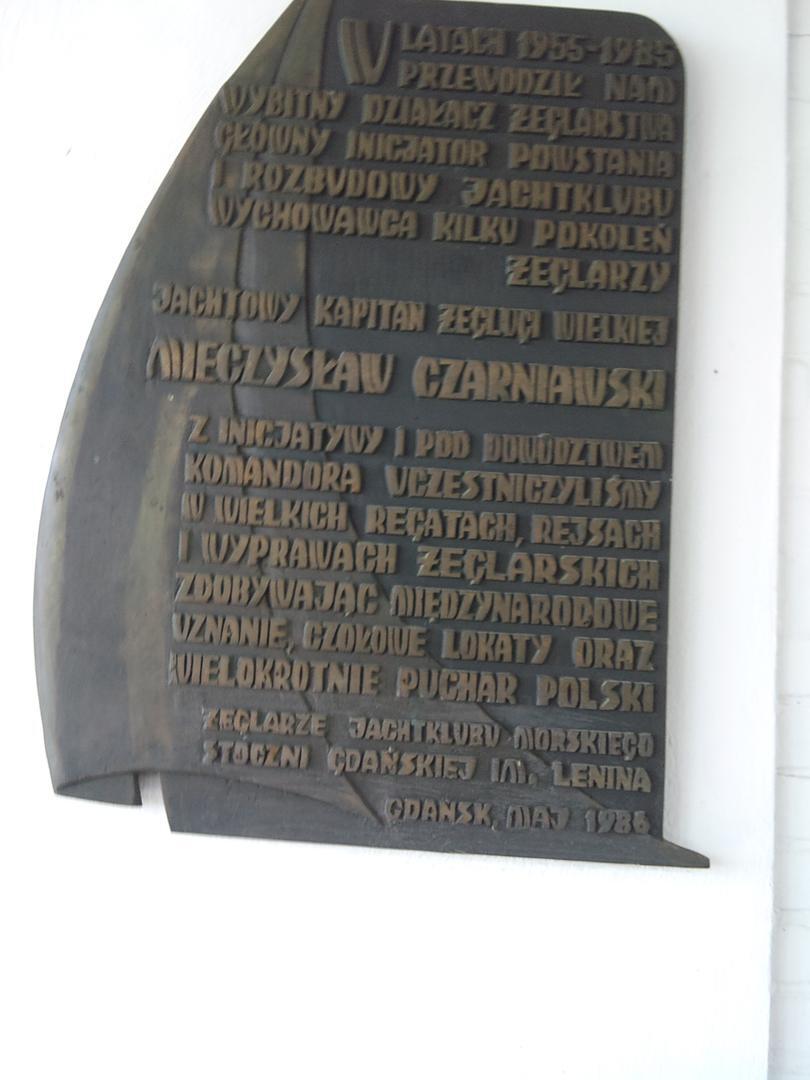 W LATACH 1955-1985
PRZEWODZIŁ NAM
WYBITNY DZIAŁACZ ŻEGLARSTWA
GŁÓWNY INICJATOR POWSTANIA
I ROZBUDOWY JACHTKLUBU
WYCHOWAWCA KILKU POKOLEŃ
ŻEGLARZY
JACHTOWY KAPITAN ŻEGLUGI WIELKIEJ
MIECZYSŁAW CZARNIAWSKI
Z INICJATYWY I POD DOWÓDZTWEM
KOMANDORA UCZESTNICZYLIŚMY
W WIELKICH REGATACH, REJSACH
I WYPRAWACH ŻEGLARSKICH
ZDOBYWAJĄC MIĘDZYNARODOWE
UZNANIE, CZOŁOWE LOKATY ORAZ
WIELOKROTNIE PUCHAR POLSKI
ŻEGLARZE JACHTKLUBU MORSKIEGO
STOCZNI GDAŃSKIEJ IM. LENINA
GDAŃSK, MAJ 1986